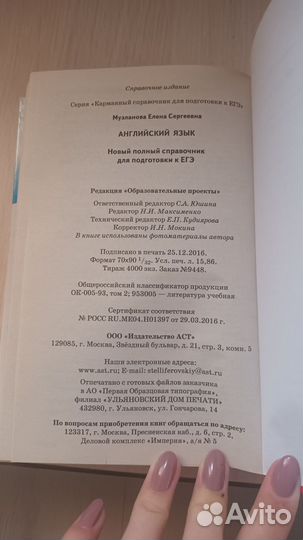 Справочное издание
Серия «Карманный справочник для подготовки к ЕГЭ»
Музланова Елена Сергеевна
АНГЛИЙСКИЙ ЯЗЫК
Новый полный справочник
для подготовки к ЕГЭ
Редакция «Образовательные проекты»
Ответственный редактор С.А. Юшина
Редактор Н.Н. Максименко
Технический редактор Е.П. Кудиярова
Корректор И.Н. Мокина
В книге использованы фотоматериалы автора
Подписано в печать 25.12.2016.
Формат 70x90 1/32. Усл. печ. л. 15,86.
Тираж 4000 экз. Заказ №9448.
Общероссийский классификатор продукции
ОК-005-93, том 2; 953005 — литература учебная
Сертификат соответствия
№ РОСС RU.ME04.H01397 от 29.03.2016 г.
ООО «Издательство АСТ»
129085, г. Москва, Звёздный бульвар, д. 21, стр. 3, комн. 5
Наши электронные адреса:
www.ast.ru; E-mail: stelliferovskiy@ast.ru
Отпечатано с готовых файлов заказчика
в АО «Первая Образцовая типография»,
филиал «УЛЬЯНОВСКИЙ ДОМ ПЕЧАТИ»
432980, г. Ульяновск, ул. Гончарова, 14
По вопросам приобретения книг обращаться по адресу:
123317, г. Москва, Пресненская наб., д. 6, стр. 2,
Деловой комплекс «Империя», а/я № 5
Avito